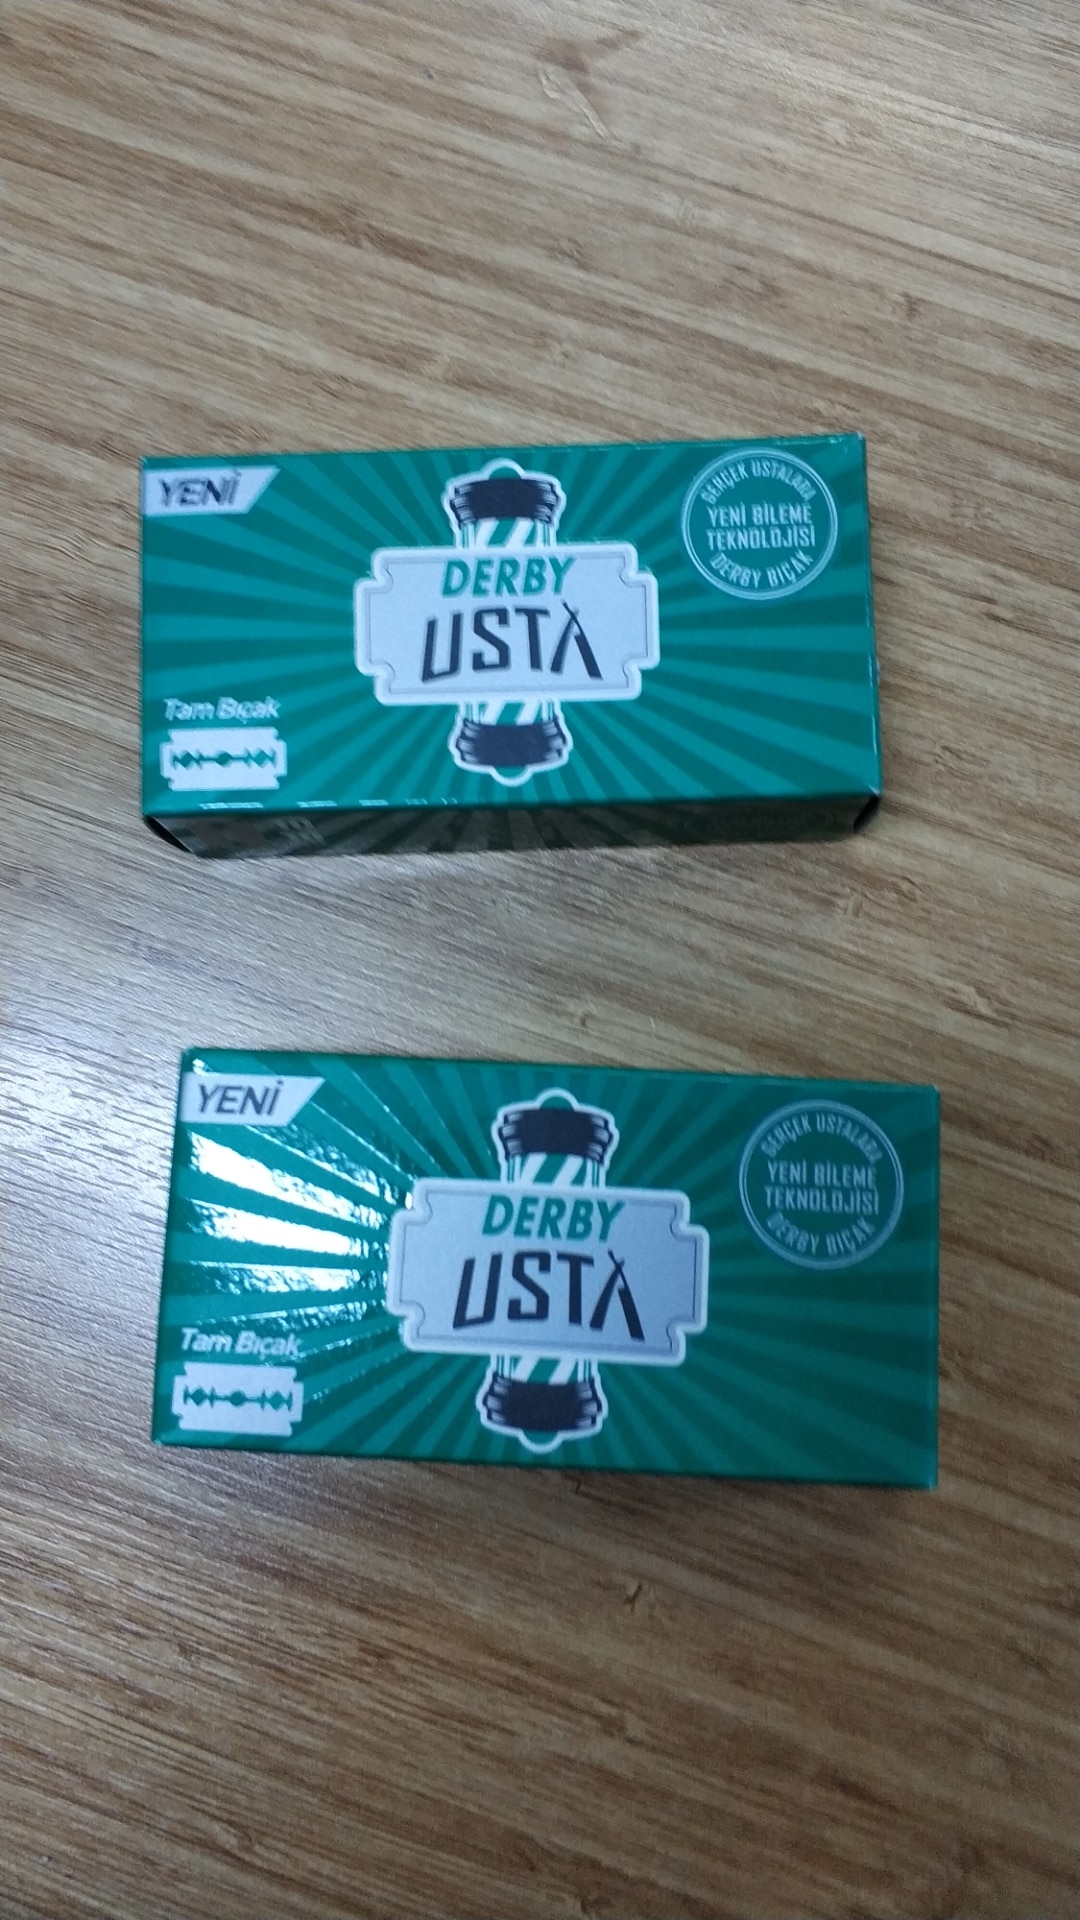 YENİ
GERÇEK USTALARA
YENİ BİLEME
TEKNOLOJİSİ
DERBY BIÇAK
DERBY
USTA
Tam Bıçak
YENİ
GERÇEK USTALARA
YENİ BİLEME
TEKNOLOJİSİ
DERBY BIÇAK
DERBY
USTA
Tam Bıçak